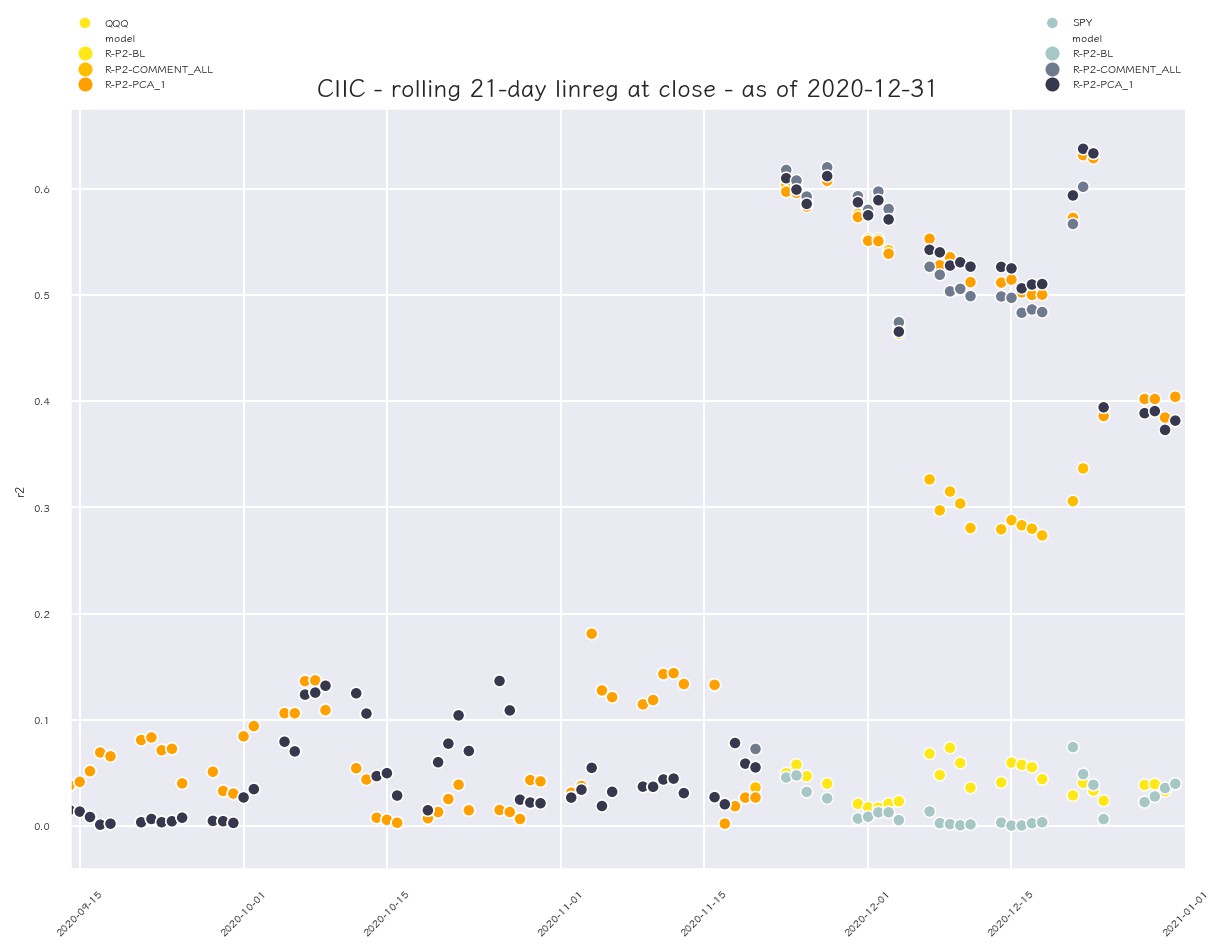 QQQ
model
R-P2-BL
R-P2-COMMENT_ALL
R-P2-PCA_1
SPY
model
R-P2-BL
R-P2-COMMENT_ALL
R-P2-PCA_1
CIIC - rolling 21-day linreg at close - as of 2020-12-31
r2
0.6
0.5
0.4
0.3
0.2
0.1
0.0
2020-09-15
2020-10-01
2020-10-15
2020-11-01
2020-11-15
2020-12-01
2020-12-15
2021-01-01